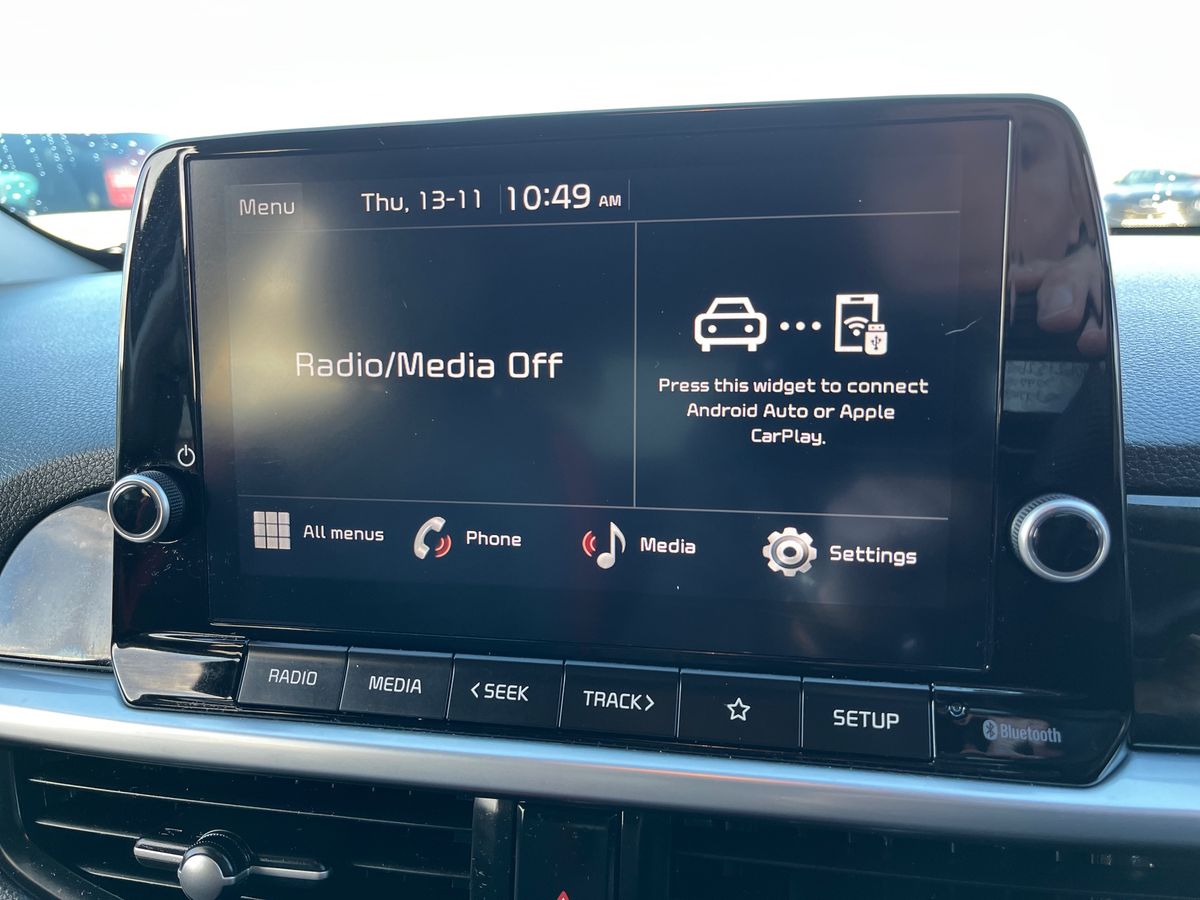 Menu
Thu, 13-11
10:49 AM
Radio/Media Off
Press this widget to connect
Android Auto or Apple
CarPlay.
All menus
Phone
Media
Settings
RADIO
MEDIA
<SEEK
TRACK>
SETUP
Bluetooth